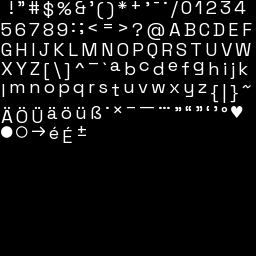 !"#$%&'()*+'-·/01234
56789:;<=>?@ABCDEF
GHIJKLMNOPQRSTUVW
XYZ[\]^_`abcdefghijk
lmnopqrstuvwxyz{|}~
ÄÖÜäöüß·×–—…"""''°♥
●○→éÉ±